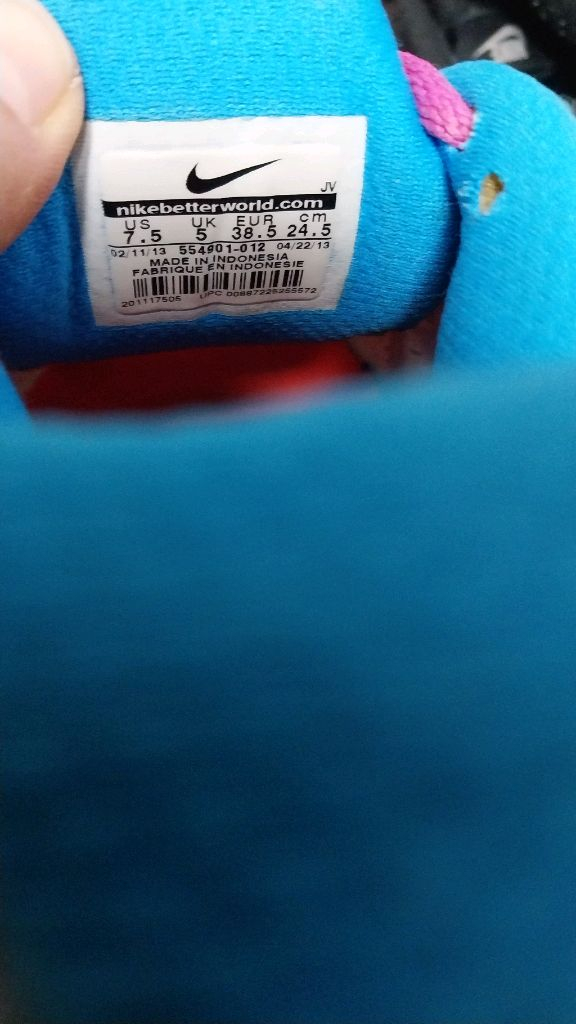 JV
nikebetterworld.com
US UK EUR cm
7.5 5 38.5 24.5
02/11/13 554901-012 04/22/13
MADE IN INDONESIA
FABRIQUE EN INDONESIE
201117505 UPC 00887225255572